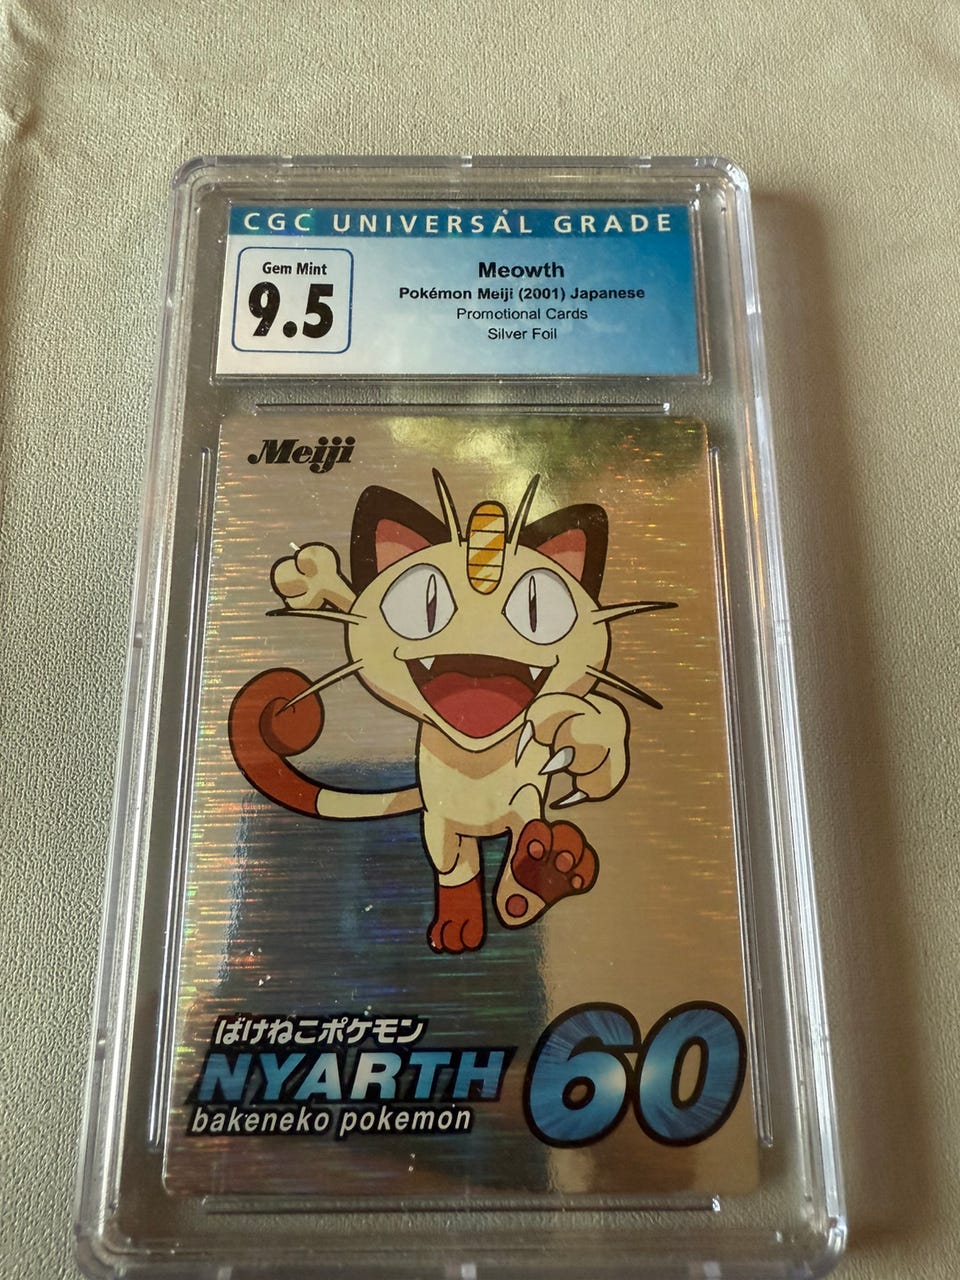 CGC UNIVERSAL GRADE
Gem Mint
9.5
Meowth
Pokémon Meiji (2001) Japanese
Promotional Cards
Silver Foil
Meiji
ばけねこポケモン
NYARTH
bakeneko pokemon
60